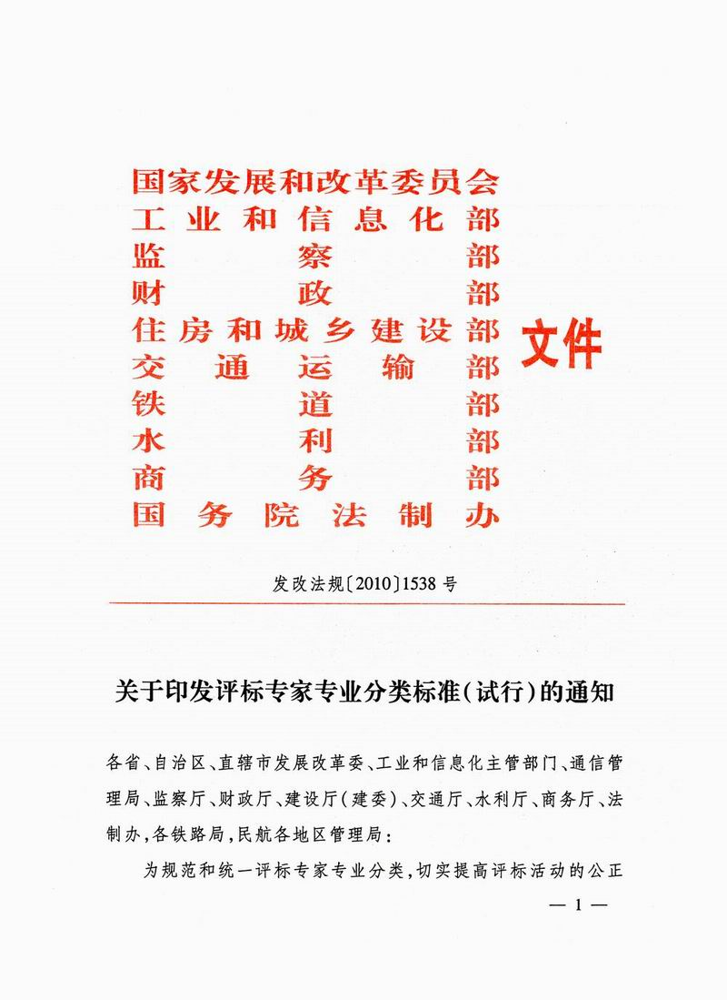 国家发展和改革委员会
工业和信息化部
监察部
财政部
住房和城乡建设部
文件
交通运输部
铁道部
水利部
商务部
国务院法制办
发改法规〔2010〕1538 号
关于印发评标专家专业分类标准(试行)的通知
各省、自治区、直辖市发展改革委、工业和信息化主管部门、通信管
理局、监察厅、财政厅、建设厅(建委)、交通厅、水利厅、商务厅、法
制办,各铁路局,民航各地区管理局:
为规范和统一评标专家专业分类,切实提高评标活动的公正
— 1 —